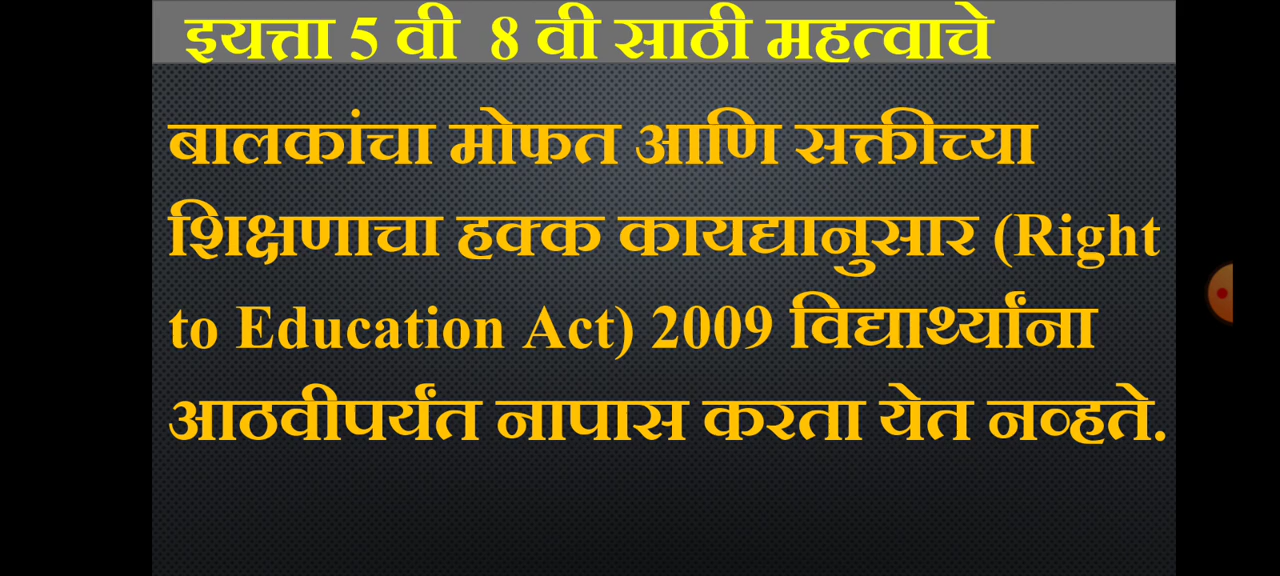 इयत्ता 5 वी  8 वी साठी महत्वाचे
बालकांचा मोफत आणि सक्तीच्या
शिक्षणाचा हक्क कायद्यानुसार (Right
to Education Act) 2009 विद्यार्थ्यांना
आठवीपर्यंत नापास करता येत नव्हते.